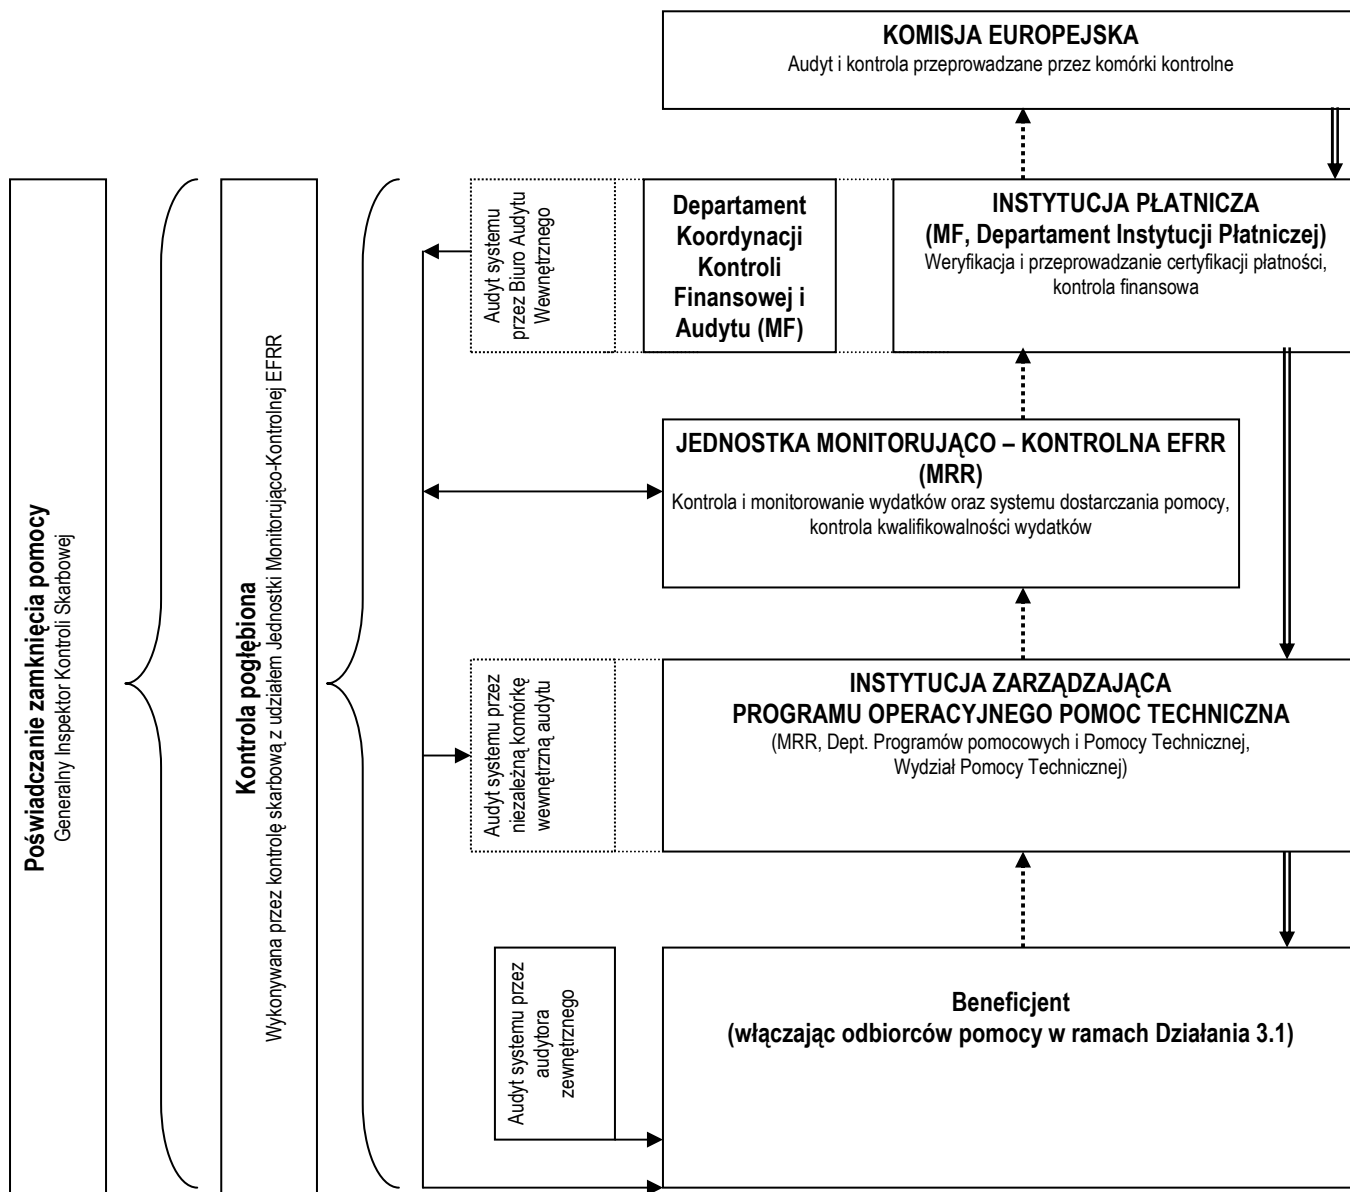 KOMISJA EUROPEJSKA
Audyt i kontrola przeprowadzane przez komórki kontrolne
Poświadczanie zamknięcia pomocy
Generalny Inspektor Kontroli Skarbowej
Kontrola pogłębiona
Wykonywana przez kontrolę skarbową z udziałem Jednostki Monitorująco-Kontrolnej EFRR
Audyt systemu
przez Biuro Audytu
Wewnętrznego
Departament
Koordynacji
Kontroli
Finansowej i
Audytu (MF)
INSTYTUCJA PŁATNICZA
(MF, Departament Instytucji Płatniczej)
Weryfikacja i przeprowadzanie certyfikacji płatności,
kontrola finansowa
JEDNOSTKA MONITORUJĄCO – KONTROLNA EFRR
(MRR)
Kontrola i monitorowanie wydatków oraz systemu dostarczania pomocy,
kontrola kwalifikowalności wydatków
Audyt systemu przez
niezależną komórkę
wewnętrzną audytu
INSTYTUCJA ZARZĄDZAJĄCA
PROGRAMU OPERACYJNEGO POMOC TECHNICZNA
(MRR, Dept. Programów pomocowych i Pomocy Technicznej,
Wydział Pomocy Technicznej)
Audyt systemu przez
audytora
zewnętrznego
Beneficjent
(włączając odbiorców pomocy w ramach Działania 3.1)